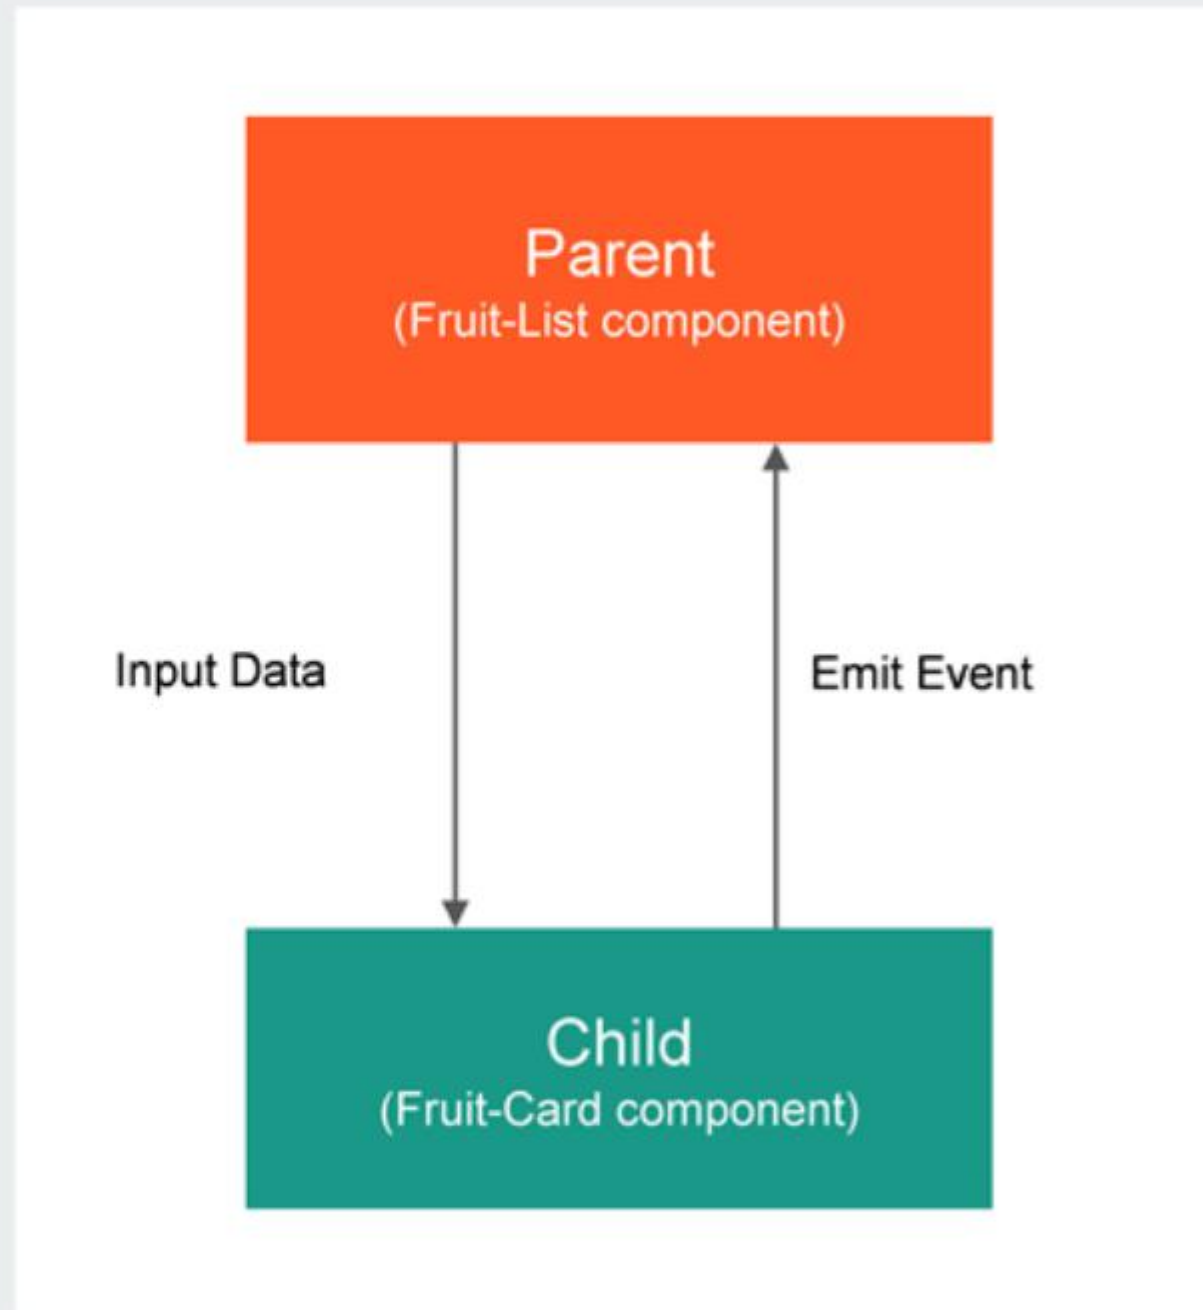 Parent
(Fruit-List component)
Input Data
Emit Event
Child
(Fruit-Card component)